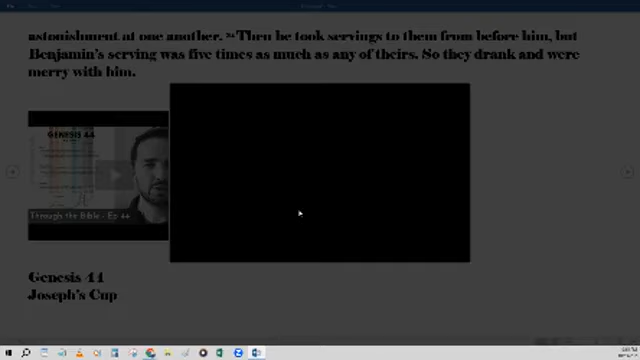 astonishment at one another. 34 Then he took servings to them from before him, but
Benjamin's serving was five times as much as any of theirs. So they drank and were
merry with him.
GENESIS 44
Through the Bible - Ep 44
Genesis 44
Joseph's Cup